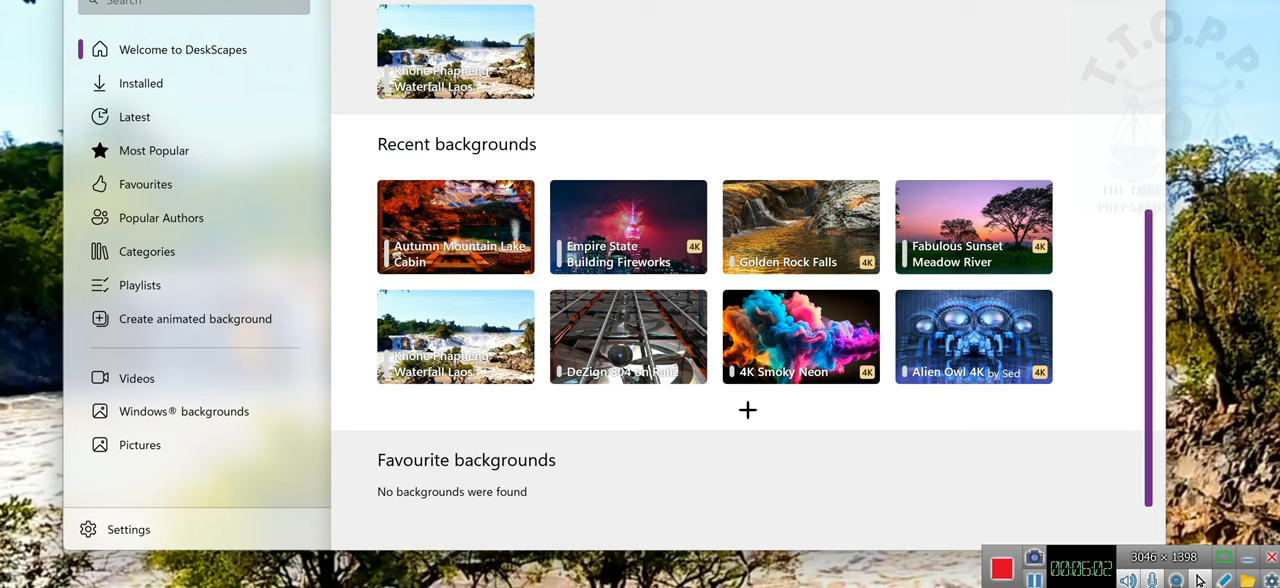 Search
Welcome to DeskScapes
Installed
Latest
Most Popular
Favourites
Popular Authors
Categories
Playlists
Create animated background
Videos
Windows® backgrounds
Pictures
Settings
Khone Phapheng
Waterfall Laos
Recent backgrounds
Autumn Mountain Lake
Cabin
Empire State
Building Fireworks
4K
Golden Rock Falls
4K
Fabulous Sunset
Meadow River
4K
Khone Phapheng
Waterfall Laos
DeZign 804 on Railz
4K Smoky Neon
4K
Alien Owl 4K by Sed
4K
Favourite backgrounds
No backgrounds were found
T.T.O.P.P.
00:06:02
3046 × 1398